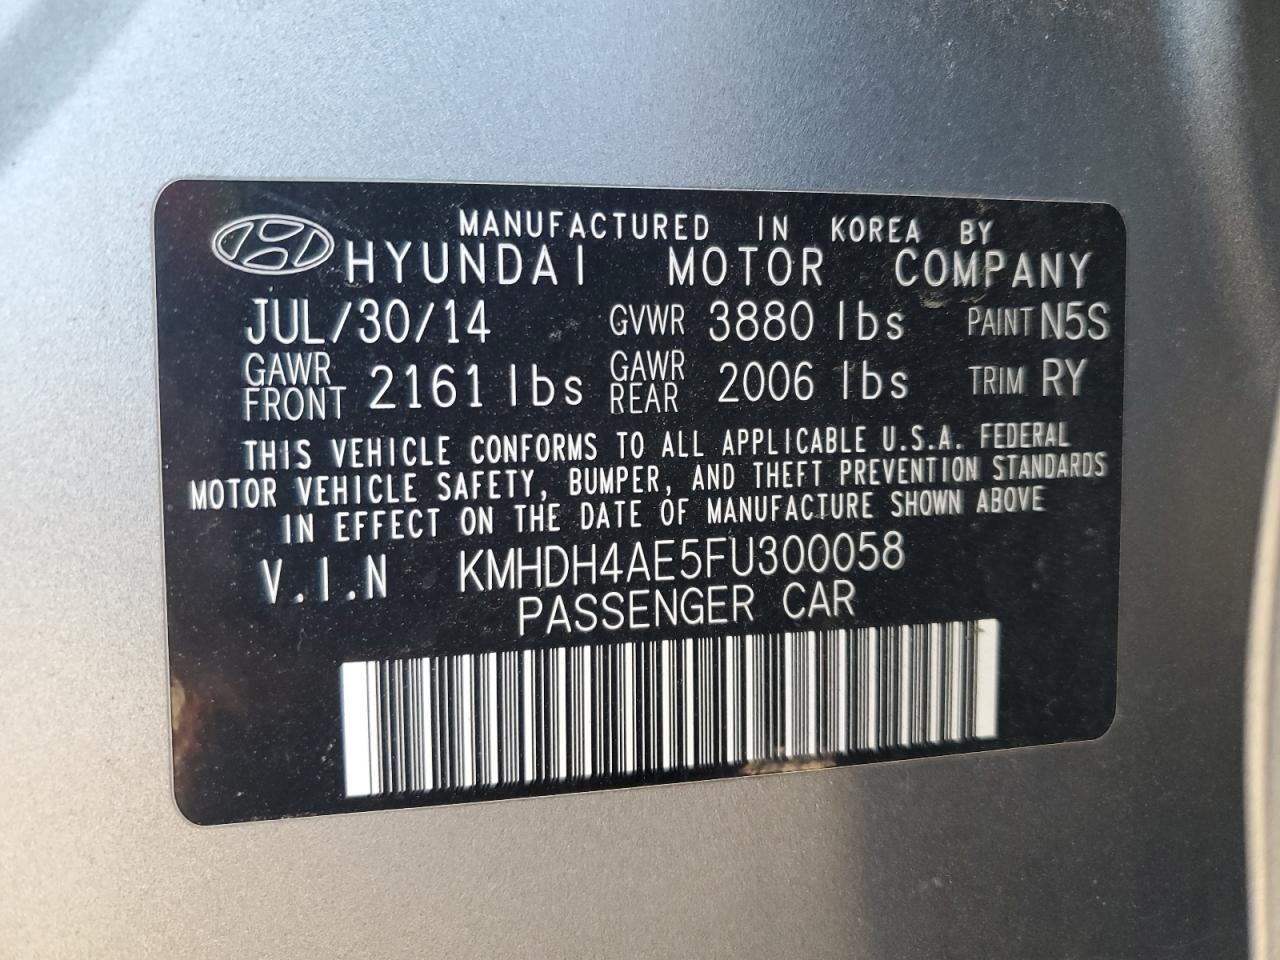 MANUFACTURED IN KOREA BY
HYUNDAI MOTOR COMPANY
JUL/30/14 GVWR 3880 lbs PAINT N5S
GAWR FRONT 2161 lbs GAWR REAR 2006 lbs TRIM RY
THIS VEHICLE CONFORMS TO ALL APPLICABLE U.S.A. FEDERAL
MOTOR VEHICLE SAFETY, BUMPER, AND THEFT PREVENTION STANDARDS
IN EFFECT ON THE DATE OF MANUFACTURE SHOWN ABOVE
V.I.N KMHDH4AE5FU300058
PASSENGER CAR